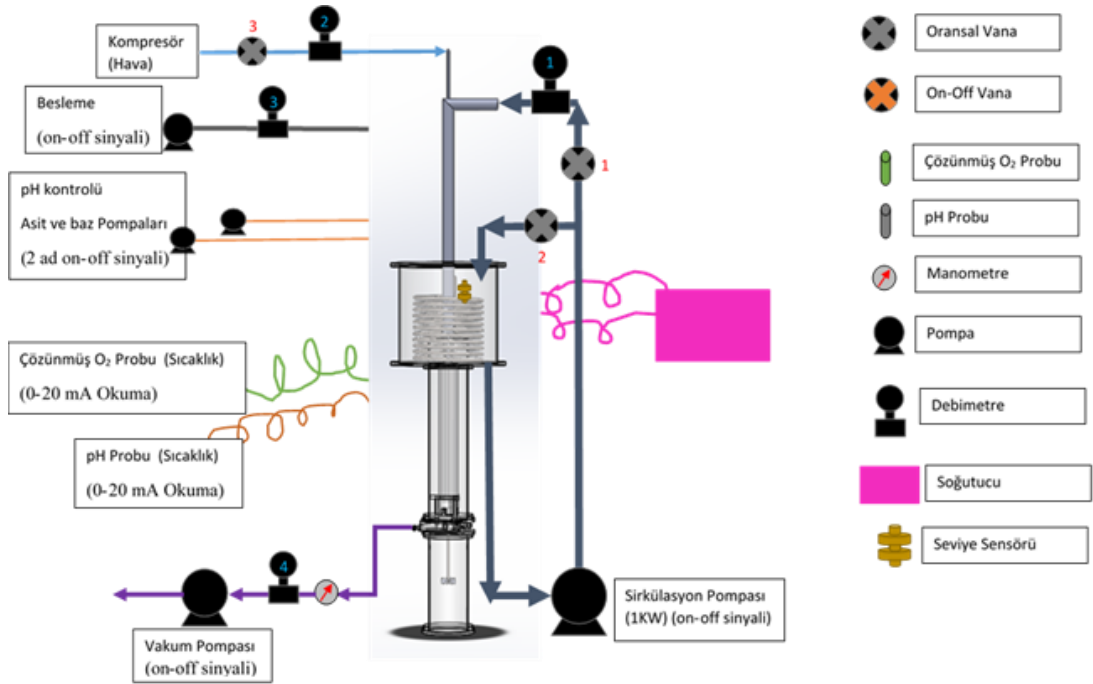 3
2
Kompresör
(Hava)
1
Besleme
(on-off sinyali)
3
1
pH kontrolü
Asit ve baz Pompaları
(2 ad on-off sinyali)
2
Çözünmüş O₂ Probu (Sıcaklık)
(0-20 mA Okuma)
pH Probu (Sıcaklık)
(0-20 mA Okuma)
4
Vakum Pompası
(on-off sinyali)
Sirkülasyon Pompası
(1KW) (on-off sinyali)
Oransal Vana
On-Off Vana
Çözünmüş O₂ Probu
pH Probu
Manometre
Pompa
Debimetre
Soğutucu
Seviye Sensörü